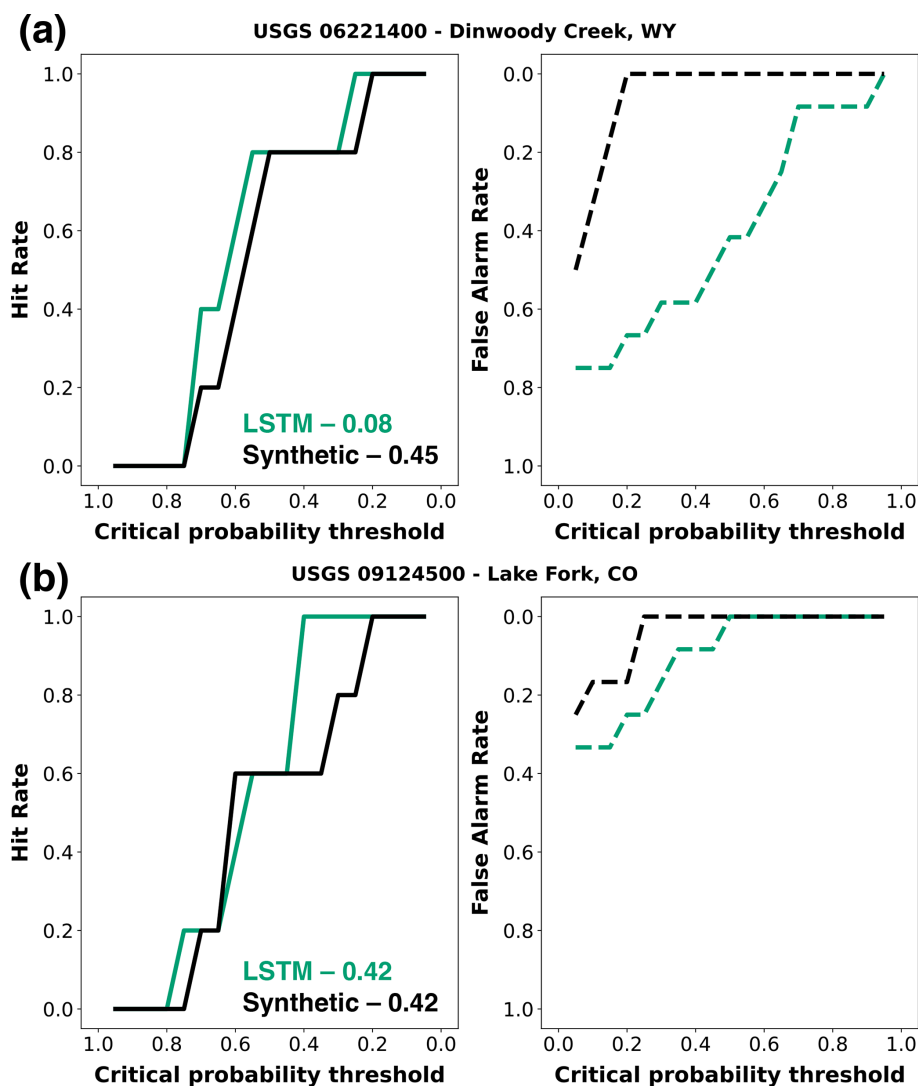 (a)
USGS 06221400 - Dinwoody Creek, WY
Hit Rate
1.0
0.8
0.6
0.4
0.2
0.0
LSTM – 0.08
Synthetic – 0.45
1.0 0.8 0.6 0.4 0.2 0.0
Critical probability threshold
False Alarm Rate
0.0
0.2
0.4
0.6
0.8
1.0
0.0 0.2 0.4 0.6 0.8 1.0
Critical probability threshold
(b)
USGS 09124500 - Lake Fork, CO
Hit Rate
1.0
0.8
0.6
0.4
0.2
0.0
LSTM – 0.42
Synthetic – 0.42
1.0 0.8 0.6 0.4 0.2 0.0
Critical probability threshold
False Alarm Rate
0.0
0.2
0.4
0.6
0.8
1.0
0.0 0.2 0.4 0.6 0.8 1.0
Critical probability threshold